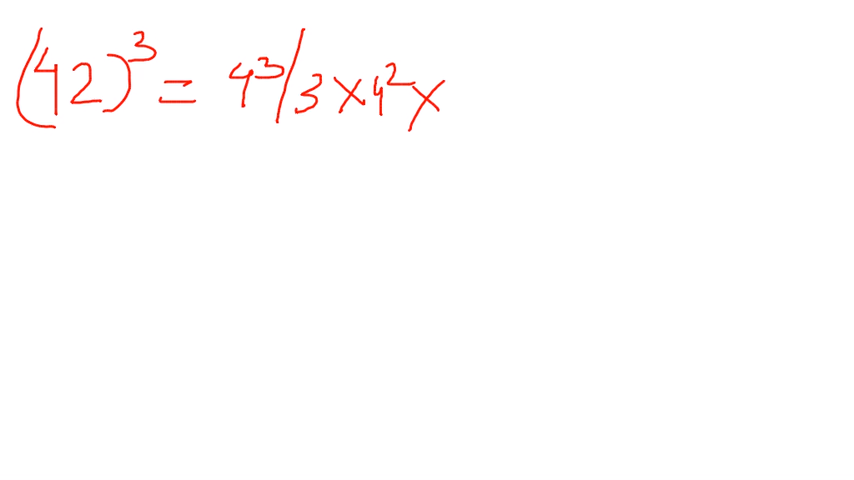 (42)³ = 4³/3×4²×